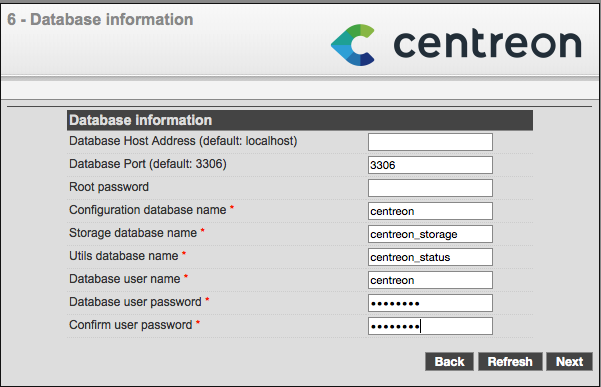 6 - Database information
centreon
Database information
Database Host Address (default: localhost)
Database Port (default: 3306) 3306
Root password
Configuration database name * centreon
Storage database name * centreon_storage
Utils database name * centreon_status
Database user name * centreon
Database user password * ••••••••
Confirm user password * ••••••••
Back Refresh Next